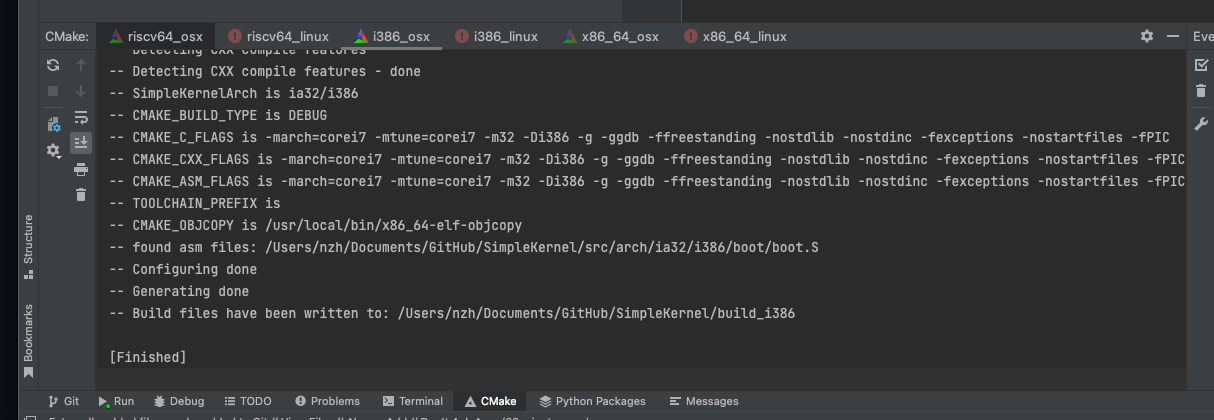 CMake: riscv64_osx riscv64_linux i386_osx i386_linux x86_64_osx x86_64_linux
-- Detecting CXX compile features
-- Detecting CXX compile features - done
-- SimpleKernelArch is ia32/i386
-- CMAKE_BUILD_TYPE is DEBUG
-- CMAKE_C_FLAGS is -march=corei7 -mtune=corei7 -m32 -Di386 -g -ggdb -ffreestanding -nostdlib -nostdinc -fexceptions -nostartfiles -fPIC
-- CMAKE_CXX_FLAGS is -march=corei7 -mtune=corei7 -m32 -Di386 -g -ggdb -ffreestanding -nostdlib -nostdinc -fexceptions -nostartfiles -fPIC
-- CMAKE_ASM_FLAGS is -march=corei7 -mtune=corei7 -m32 -Di386 -g -ggdb -ffreestanding -nostdlib -nostdinc -fexceptions -nostartfiles -fPIC
-- TOOLCHAIN_PREFIX is
-- CMAKE_OBJCOPY is /usr/local/bin/x86_64-elf-objcopy
-- found asm files: /Users/nzh/Documents/GitHub/SimpleKernel/src/arch/ia32/i386/boot/boot.S
-- Configuring done
-- Generating done
-- Build files have been written to: /Users/nzh/Documents/GitHub/SimpleKernel/build_i386
[Finished]
Structure
Bookmarks
Eve
Git Run Debug TODO Problems Terminal CMake Python Packages Messages